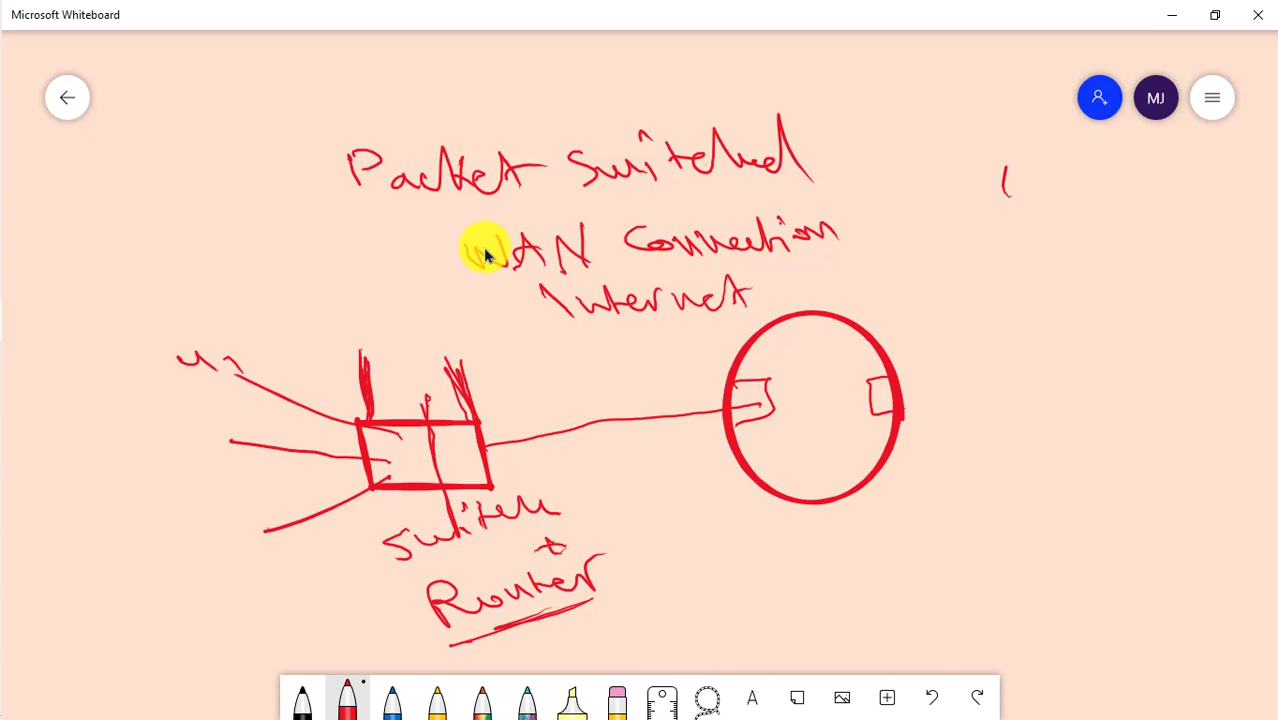 Microsoft Whiteboard
MJ
Packet Switched
WAN Connection
Internet
Switch
+
Router
A